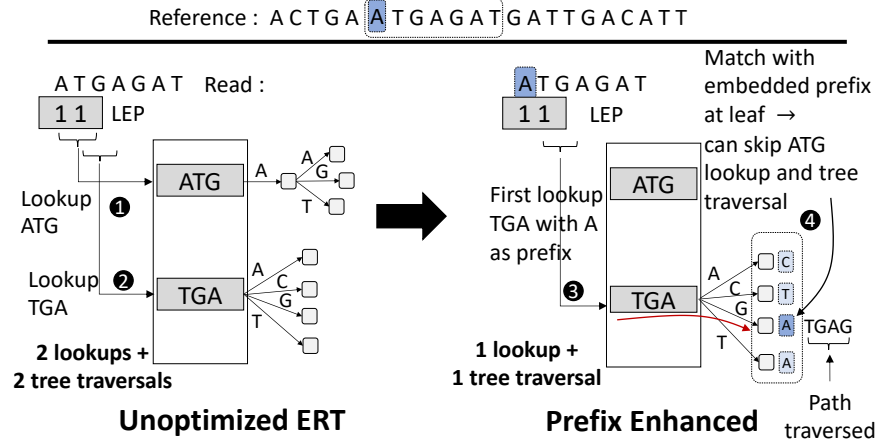 Reference : A C T G A A T G A G A T G A T T G A C A T T
A T G A G A T Read :
1 1 LEP
Lookup
ATG
❶
ATG
A
A
G
T
Lookup
TGA
❷
TGA
A
C
G
T
2 lookups +
2 tree traversals
Unoptimized ERT
A T G A G A T
1 1 LEP
Match with
embedded prefix
at leaf →
can skip ATG
lookup and tree
traversal
❹
First lookup
TGA with A
as prefix
❸
ATG
TGA
A
C
G
T
C
T
A
A
TGAG
1 lookup +
1 tree traversal
Path
traversed
Prefix Enhanced